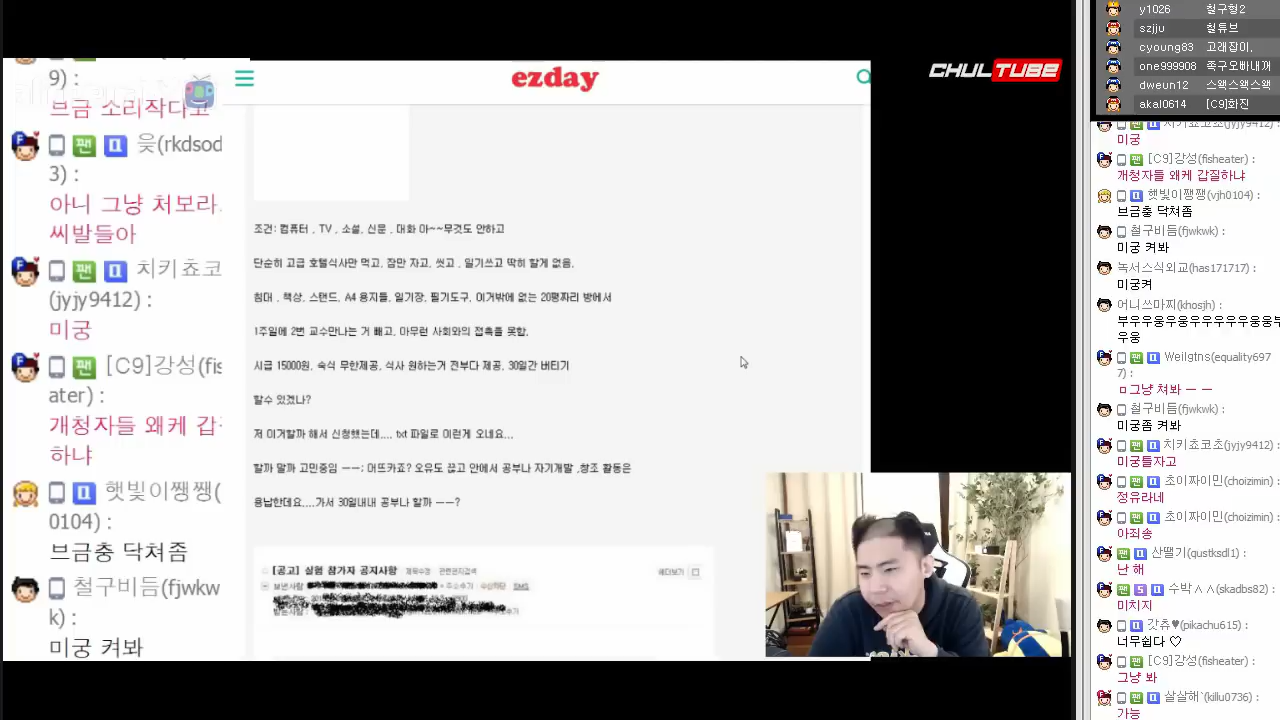 9) :
브금 소리작다고
읒(rkdsod
3) :
아니 그냥 처보라
씨발들아
치키쵸코
(jyjy9412) :
미궁
[C9]강성(fis
ater) :
개청자들 왜케 갑
하냐
햇빛이쨍쨍(
0104) :
브금충 닥쳐좀
철구비듬(fjwkw
k) :
미궁 켜봐
ezday
조건: 컴퓨터 , TV , 소설, 신문 , 대화 아~~무것도 안하고
단순히 고급 호텔식사만 먹고, 잠만 자고, 씻고 , 일기쓰고 딱히 할게 없음.
침대 , 책상, 스탠드, A4 용지들, 일기장, 필기도구, 이거밖에 없는 20평짜리 방에서
1주일에 2번 교수만나는 거 빼고, 아무런 사회와의 접촉을 못함.
시급 15000원, 숙식 무한제공, 식사 원하는거 전부다 제공, 30일간 버티기
할수 있겠나?
저 이거할까 해서 신청했는데.... txt 파일로 이런게 오네요...
할까 말까 고민중임 ㅡㅡ; 어뜨카죠? 오유도 끊고 안에서 공부나 자기개발 ,창조 활동은
용납한데요....가서 30일내내 공부나 할까 ㅡㅡ?
[공고] 실험 참가자 공지사항
보낸사람
SMS
CHULTUBE
y1026 철구형2
szjju 철튜브
cyoung83 고래잡이,
one999908 족구오빠내꺼
dweun12 스왝스왝스왝
akal0614 [C9]화진
치키쵸코초(jyjy9412) :
미궁
[C9]강성(fisheater) :
개청자들 왜케 갑질하냐
햇빛이쨍쨍(vjh0104) :
브금충 닥쳐좀
철구비듬(fjwkwk) :
미궁 켜봐
녹서스식외교(has171717) :
미궁켜
어니쓰마찌(khosjh) :
우웅
Weilgtns(equality697
7) :
ㅁ그냥 쳐봐 ㅡ ㅡ
철구비듬(fjwkwk) :
미궁좀 켜봐
치키쵸코초(jyjy9412) :
미궁들자고
초이짜이민(choizimin) :
정유라네
초이짜이민(choizimin) :
아죄송
산딸기(qustksdl1) :
난 해
수박ㅅㅅ(skadbs82) :
미치지
갓츄♥(pikachu615) :
너무쉽다 ♡
[C9]강성(fisheater) :
그냥 봐
살살해`(killu0736) :
가능